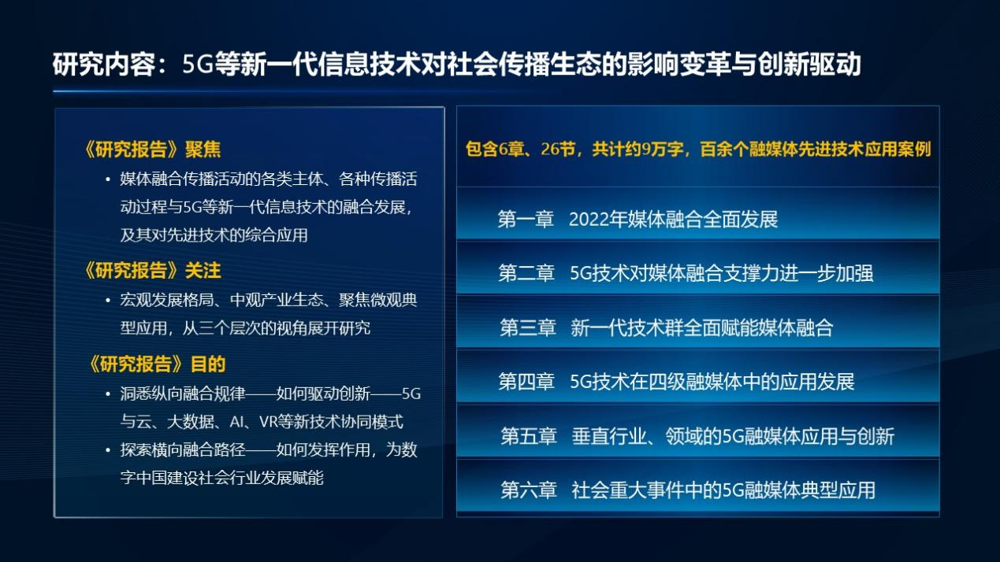 研究内容：5G等新一代信息技术对社会传播生态的影响变革与创新驱动
《研究报告》聚焦
• 媒体融合传播活动的各类主体、各种传播活
动过程与5G等新一代信息技术的融合发展，
及其对先进技术的综合应用
《研究报告》关注
• 宏观发展格局、中观产业生态、聚焦微观典
型应用，从三个层次的视角展开研究
《研究报告》目的
• 洞悉纵向融合规律——如何驱动创新——5G
与云、大数据、AI、VR等新技术协同模式
• 探索横向融合路径——如何发挥作用，为数
字中国建设社会行业发展赋能
包含6章、26节，共计约9万字，百余个融媒体先进技术应用案例
第一章 2022年媒体融合全面发展
第二章 5G技术对媒体融合支撑力进一步加强
第三章 新一代技术群全面赋能媒体融合
第四章 5G技术在四级融媒体中的应用发展
第五章 垂直行业、领域的5G融媒体应用与创新
第六章 社会重大事件中的5G融媒体典型应用